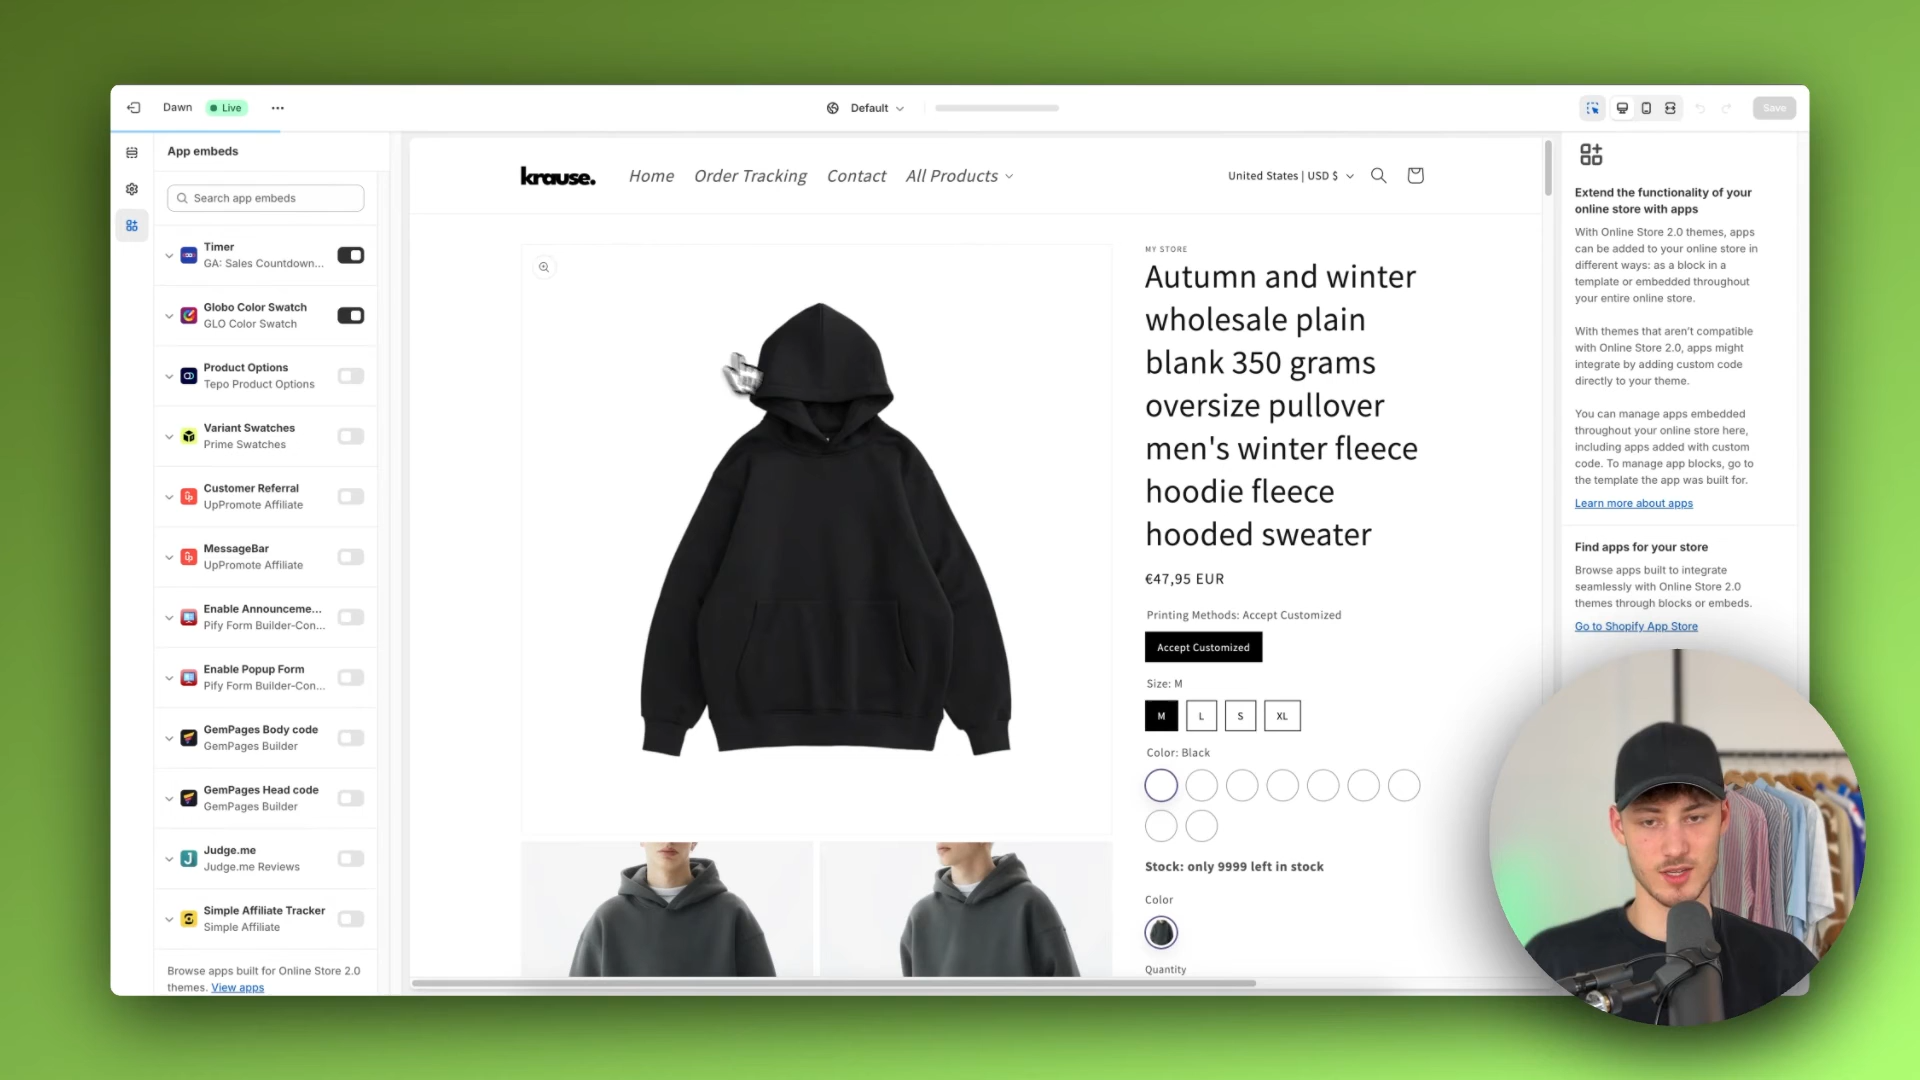 Dawn
Live
Default
Save
App embeds
Search app embeds
Timer
GA: Sales Countdown...
Globo Color Swatch
GLO Color Swatch
Product Options
Tepo Product Options
Variant Swatches
Prime Swatches
Customer Referral
UpPromote Affiliate
MessageBar
UpPromote Affiliate
Enable Announceme...
Pify Form Builder-Con...
Enable Popup Form
Pify Form Builder-Con...
GemPages Body code
GemPages Builder
GemPages Head code
GemPages Builder
Judge.me
Judge.me Reviews
Simple Affiliate Tracker
Simple Affiliate
Browse apps built for Online Store 2.0
themes. View apps
krause.
Home
Order Tracking
Contact
All Products
United States | USD $
MY STORE
Autumn and winter
wholesale plain
blank 350 grams
oversize pullover
men's winter fleece
hoodie fleece
hooded sweater
€47,95 EUR
Printing Methods: Accept Customized
Accept Customized
Size: M
M
L
S
XL
Color: Black
Stock: only 9999 left in stock
Color
Quantity
Extend the functionality of your
online store with apps
With Online Store 2.0 themes, apps
can be added to your online store in
different ways: as a block in a
template or embedded throughout
your entire online store.
With themes that aren't compatible
with Online Store 2.0, apps might
integrate by adding custom code
directly to your theme.
You can manage apps embedded
throughout your online store here,
including apps added with custom
code. To manage app blocks, go to
the template the app was built for.
Learn more about apps
Find apps for your store
Browse apps built to integrate
seamlessly with Online Store 2.0
themes through blocks or embeds.
Go to Shopify App Store